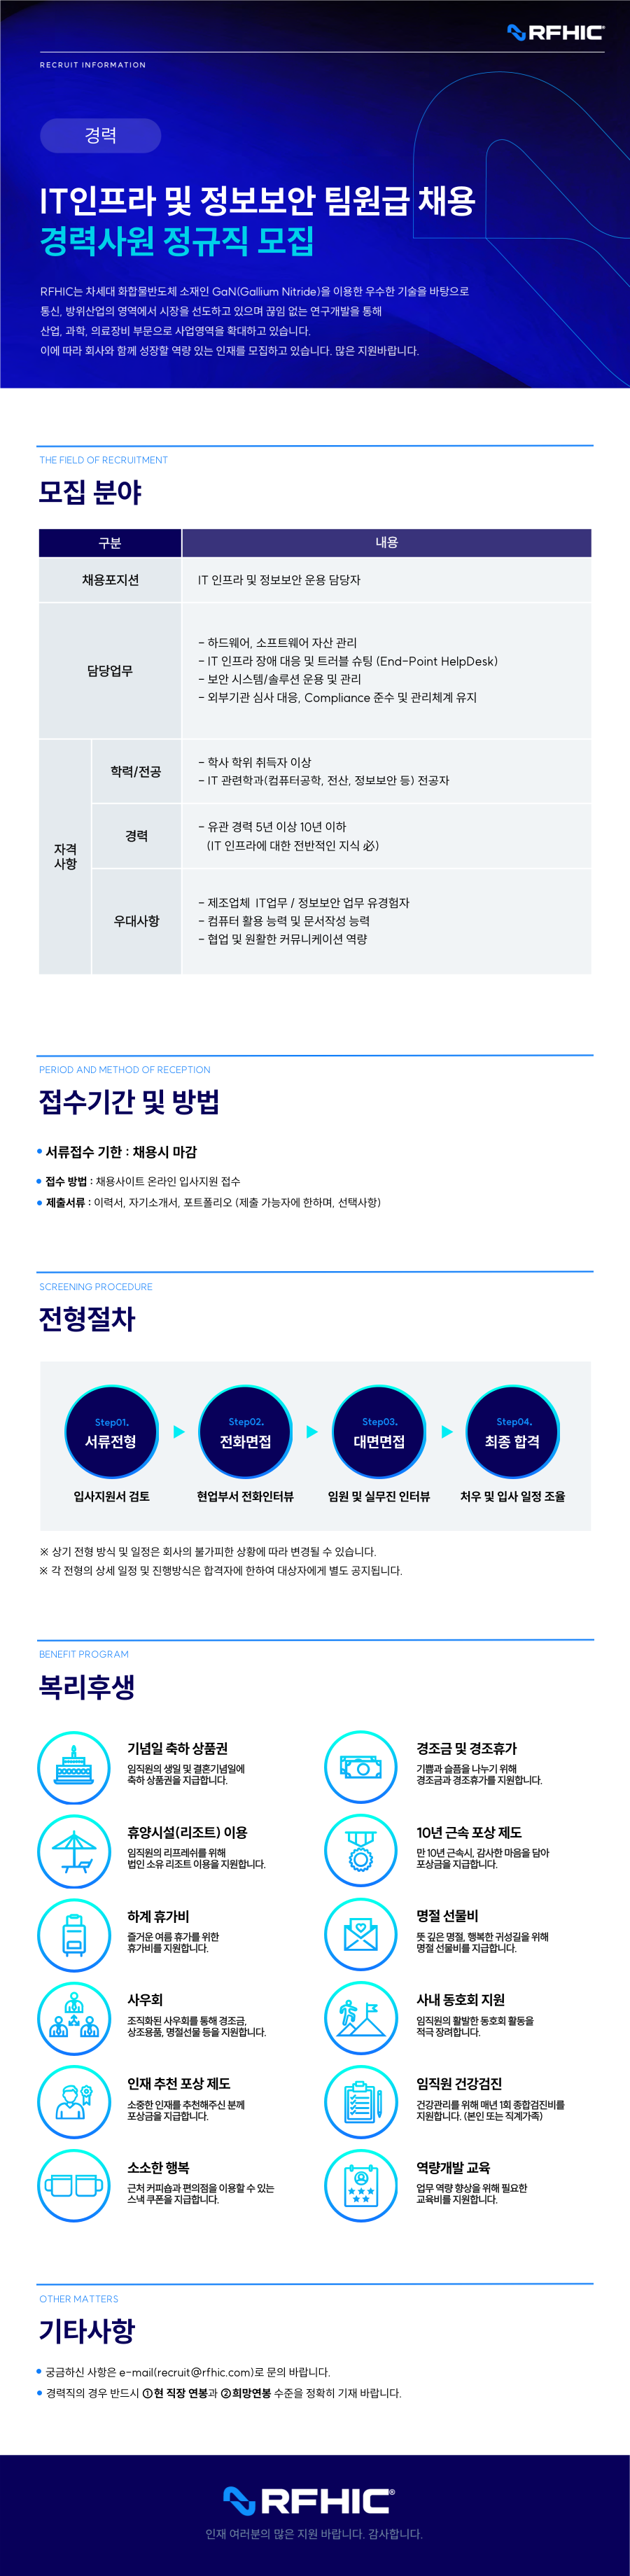 RFHIC®
RECRUIT INFORMATION
경력
IT인프라 및 정보보안 팀원급 채용
경력사원 정규직 모집
RFHIC는 차세대 화합물반도체 소재인 GaN(Gallium Nitride)을 이용한 우수한 기술을 바탕으로
통신, 방위산업의 영역에서 시장을 선도하고 있으며 끊임 없는 연구개발을 통해
산업, 과학, 의료장비 부문으로 사업영역을 확대하고 있습니다.
이에 따라 회사와 함께 성장할 역량 있는 인재를 모집하고 있습니다. 많은 지원바랍니다.
THE FIELD OF RECRUITMENT
모집 분야
구분
내용
채용포지션
IT 인프라 및 정보보안 운용 담당자
담당업무
- 하드웨어, 소프트웨어 자산 관리
- IT 인프라 장애 대응 및 트러블 슈팅 (End-Point HelpDesk)
- 보안 시스템/솔루션 운용 및 관리
- 외부기관 심사 대응, Compliance 준수 및 관리체계 유지
자격
사항
학력/전공
- 학사 학위 취득자 이상
- IT 관련학과(컴퓨터공학, 전산, 정보보안 등) 전공자
경력
- 유관 경력 5년 이상 10년 이하
(IT 인프라에 대한 전반적인 지식 必)
우대사항
- 제조업체 IT업무 / 정보보안 업무 유경험자
- 컴퓨터 활용 능력 및 문서작성 능력
- 협업 및 원활한 커뮤니케이션 역량
PERIOD AND METHOD OF RECEPTION
접수기간 및 방법
• 서류접수 기한 : 채용시 마감
• 접수 방법 : 채용사이트 온라인 입사지원 접수
• 제출서류 : 이력서, 자기소개서, 포트폴리오 (제출 가능자에 한하며, 선택사항)
SCREENING PROCEDURE
전형절차
Step01.
서류전형
입사지원서 검토
Step02.
전화면접
현업부서 전화인터뷰
Step03.
대면면접
임원 및 실무진 인터뷰
Step04.
최종 합격
처우 및 입사 일정 조율
※ 상기 전형 방식 및 일정은 회사의 불가피한 상황에 따라 변경될 수 있습니다.
※ 각 전형의 상세 일정 및 진행방식은 합격자에 한하여 대상자에게 별도 공지됩니다.
BENEFIT PROGRAM
복리후생
기념일 축하 상품권
임직원의 생일 및 결혼기념일에
축하 상품권을 지급합니다.
경조금 및 경조휴가
기쁨과 슬픔을 나누기 위해
경조금과 경조휴가를 지원합니다.
휴양시설(리조트) 이용
임직원의 리프레쉬를 위해
법인 소유 리조트 이용을 지원합니다.
10년 근속 포상 제도
만 10년 근속시, 감사한 마음을 담아
포상금을 지급합니다.
하계 휴가비
즐거운 여름 휴가를 위한
휴가비를 지원합니다.
명절 선물비
뜻 깊은 명절, 행복한 귀성길을 위해
명절 선물비를 지급합니다.
사우회
조직화된 사우회를 통해 경조금,
상조용품, 명절선물 등을 지원합니다.
사내 동호회 지원
임직원의 활발한 동호회 활동을
적극 장려합니다.
인재 추천 포상 제도
소중한 인재를 추천해주신 분께
포상금을 지급합니다.
임직원 건강검진
건강관리를 위해 매년 1회 종합검진비를
지원합니다. (본인 또는 직계가족)
소소한 행복
근처 커피숍과 편의점을 이용할 수 있는
스낵 쿠폰을 지급합니다.
역량개발 교육
업무 역량 향상을 위해 필요한
교육비를 지원합니다.
OTHER MATTERS
기타사항
• 궁금하신 사항은 e-mail(recruit@rfhic.com)로 문의 바랍니다.
• 경력직의 경우 반드시 ①현 직장 연봉과 ②희망연봉 수준을 정확히 기재 바랍니다.
RFHIC®
인재 여러분의 많은 지원 바랍니다. 감사합니다.